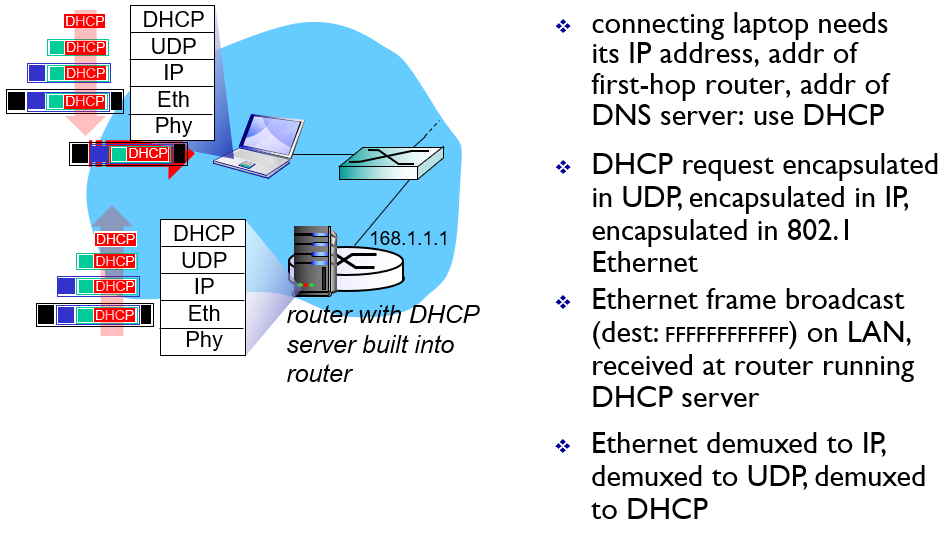 DHCP
DHCP
DHCP
DHCP
DHCP
UDP
IP
Eth
Phy
DHCP
DHCP
DHCP
DHCP
DHCP
DHCP
UDP
IP
Eth
Phy
168.1.1.1
router with DHCP
server built into
router
connecting laptop needs
its IP address, addr of
first-hop router, addr of
DNS server: use DHCP
DHCP request encapsulated
in UDP, encapsulated in IP,
encapsulated in 802.1
Ethernet
Ethernet frame broadcast
(dest: FFFFFFFFFFFF) on LAN,
received at router running
DHCP server
Ethernet demuxed to IP,
demuxed to UDP, demuxed
to DHCP